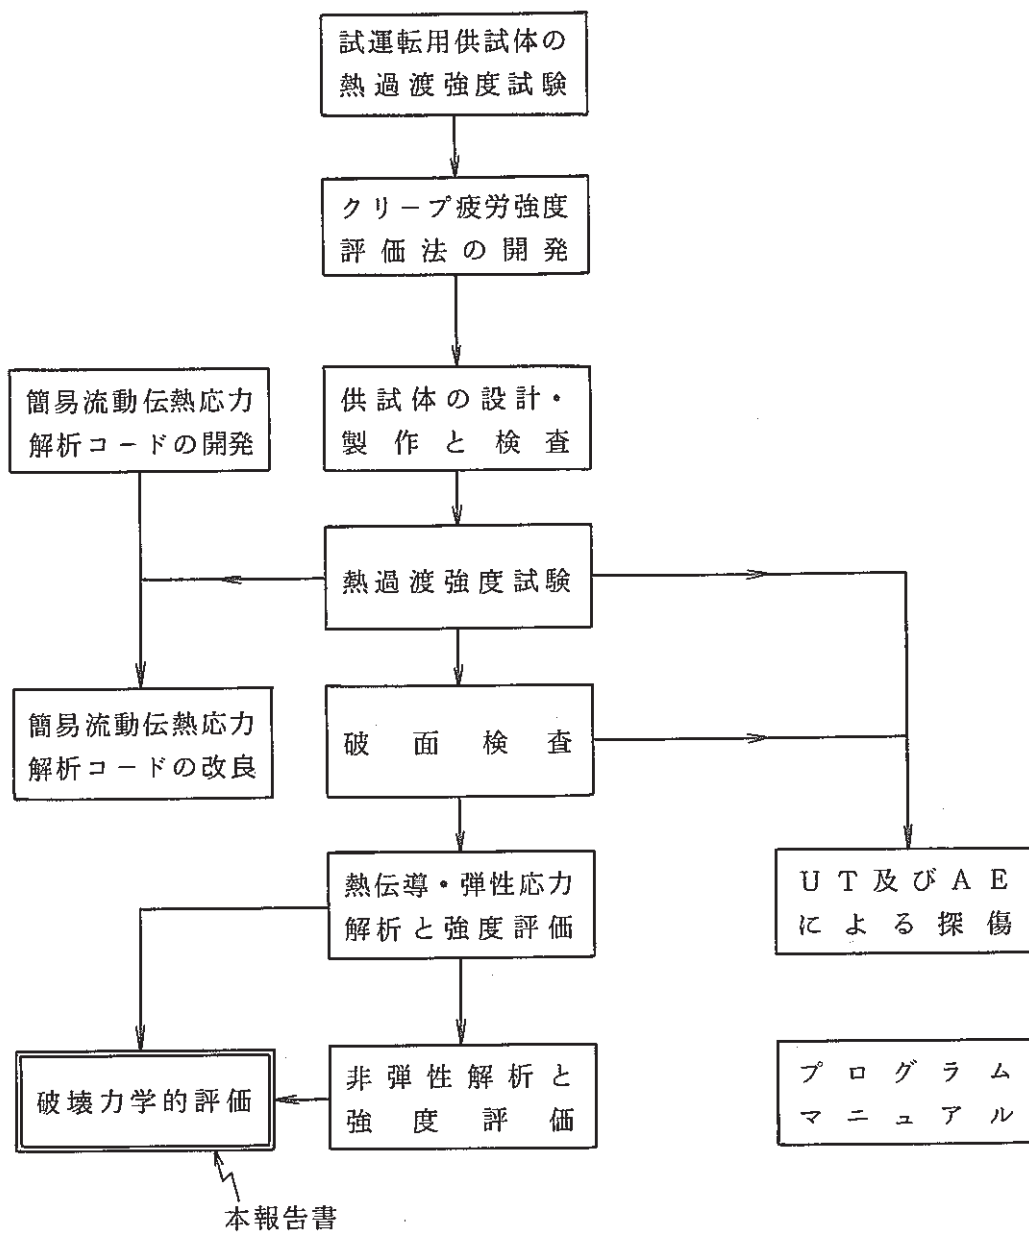 試運転用供試体の
熱過渡強度試験
クリープ疲労強度
評価法の開発
簡易流動伝熱応力
解析コードの開発
供試体の設計・
製作と検査
熱過渡強度試験
簡易流動伝熱応力
解析コードの改良
破面検査
熱伝導・弾性応力
解析と強度評価
UT及びAE
による探傷
破壊力学的評価
非弾性解析と
強度評価
プログラム
マニュアル
本報告書